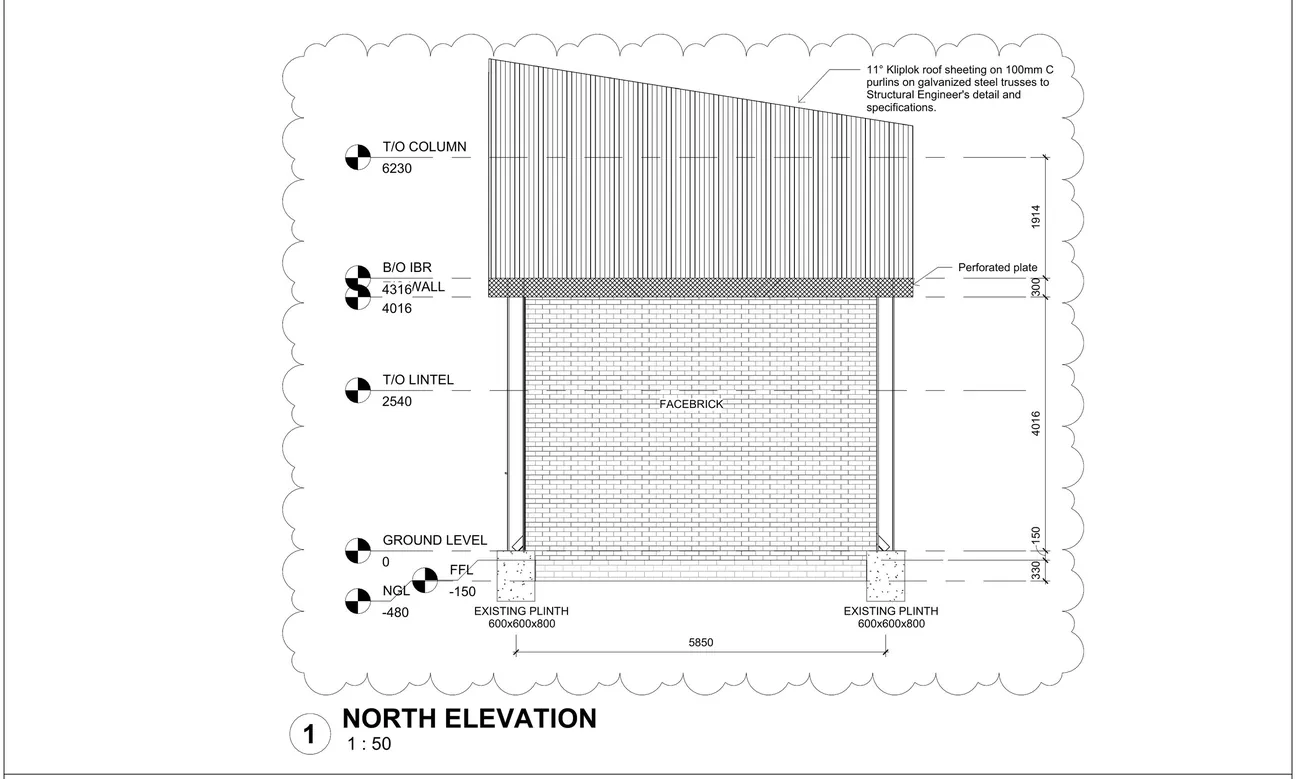 11° Kliplok roof sheeting on 100mm C
purlins on galvanized steel trusses to
Structural Engineer's detail and
specifications.
T/O COLUMN
6230
1914
B/O IBR
4316
WALL
4016
Perforated plate
300
T/O LINTEL
2540
FACEBRICK
4016
GROUND LEVEL
0
150
FFL
-150
330
NGL
-480
EXISTING PLINTH
600x600x800
EXISTING PLINTH
600x600x800
5850
1
NORTH ELEVATION
1 : 50